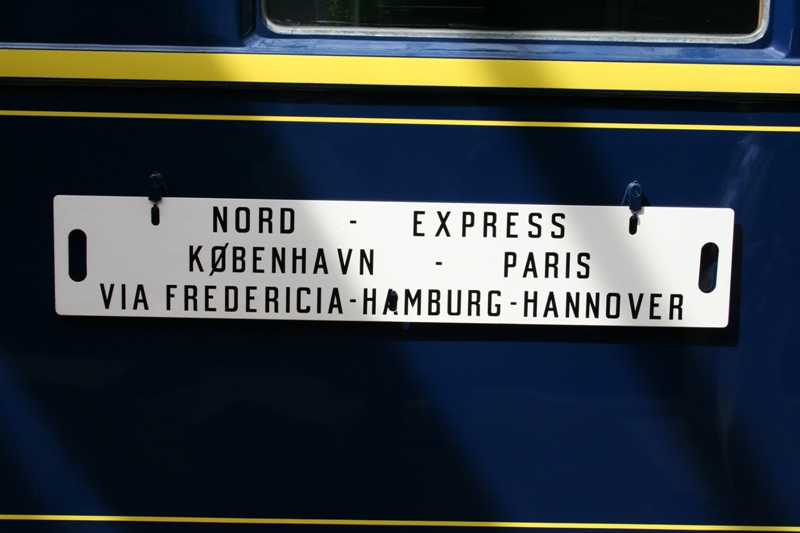 NORD - EXPRESS
KØBENHAVN - PARIS
VIA FREDERICIA-HAMBURG-HANNOVER